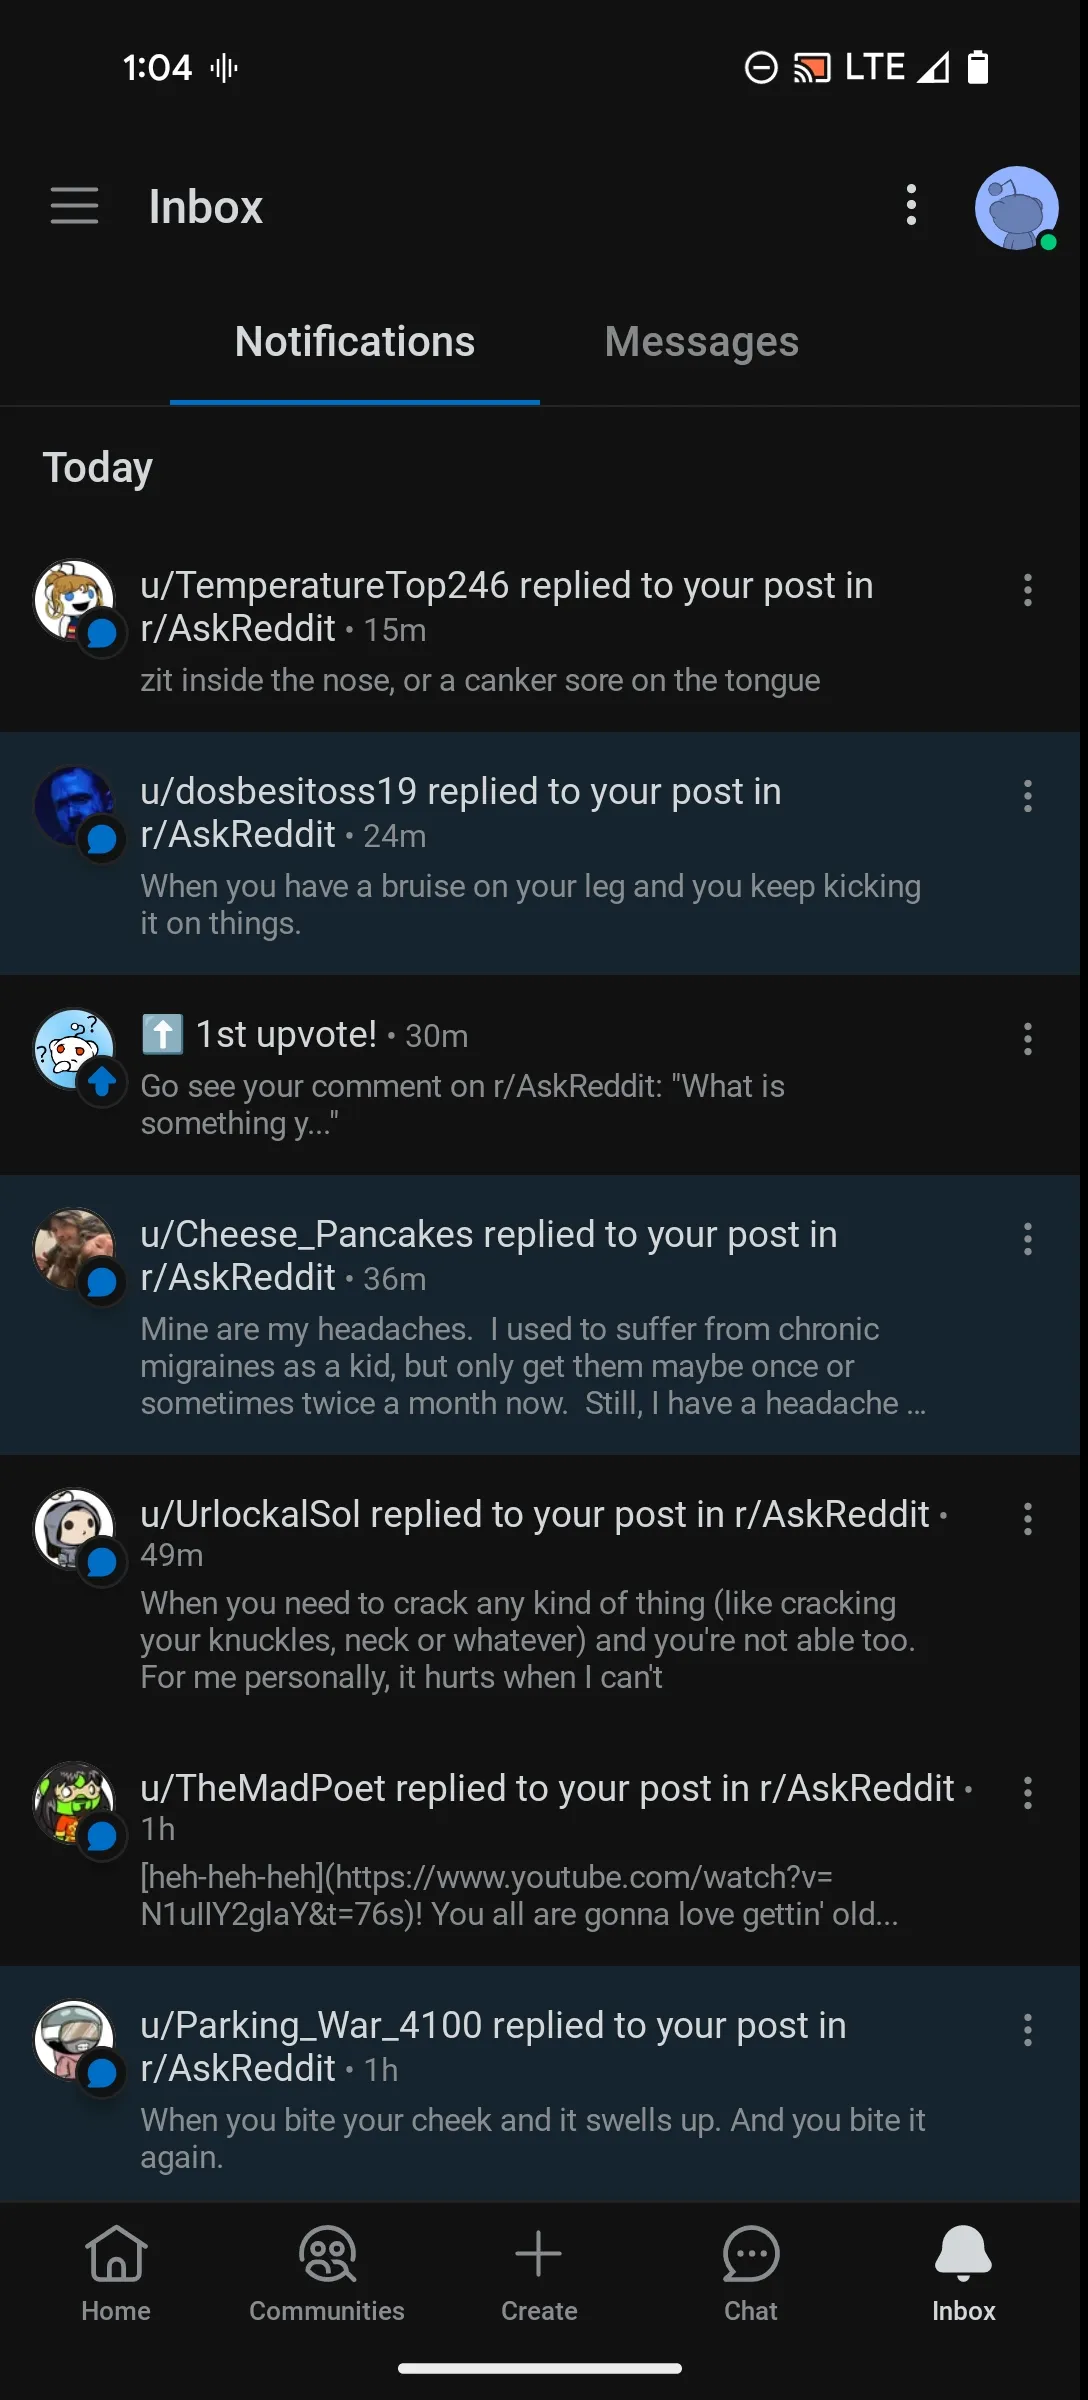 1:04 LTE
Inbox
Notifications Messages
Today
u/TemperatureTop246 replied to your post in
r/AskReddit • 15m
zit inside the nose, or a canker sore on the tongue
u/dosbesitoss19 replied to your post in
r/AskReddit • 24m
When you have a bruise on your leg and you keep kicking
it on things.
⬆️ 1st upvote! • 30m
Go see your comment on r/AskReddit: "What is
something y..."
u/Cheese_Pancakes replied to your post in
r/AskReddit • 36m
Mine are my headaches.  I used to suffer from chronic
migraines as a kid, but only get them maybe once or
sometimes twice a month now.  Still, I have a headache ...
u/UrlockalSol replied to your post in r/AskReddit •
49m
When you need to crack any kind of thing (like cracking
your knuckles, neck or whatever) and you're not able too.
For me personally, it hurts when I can't
u/TheMadPoet replied to your post in r/AskReddit •
1h
[heh-heh-heh](https://www.youtube.com/watch?v=
N1uIIY2glaY&t=76s)! You all are gonna love gettin' old...
u/Parking_War_4100 replied to your post in
r/AskReddit • 1h
When you bite your cheek and it swells up. And you bite it
again.
Home Communities Create Chat Inbox